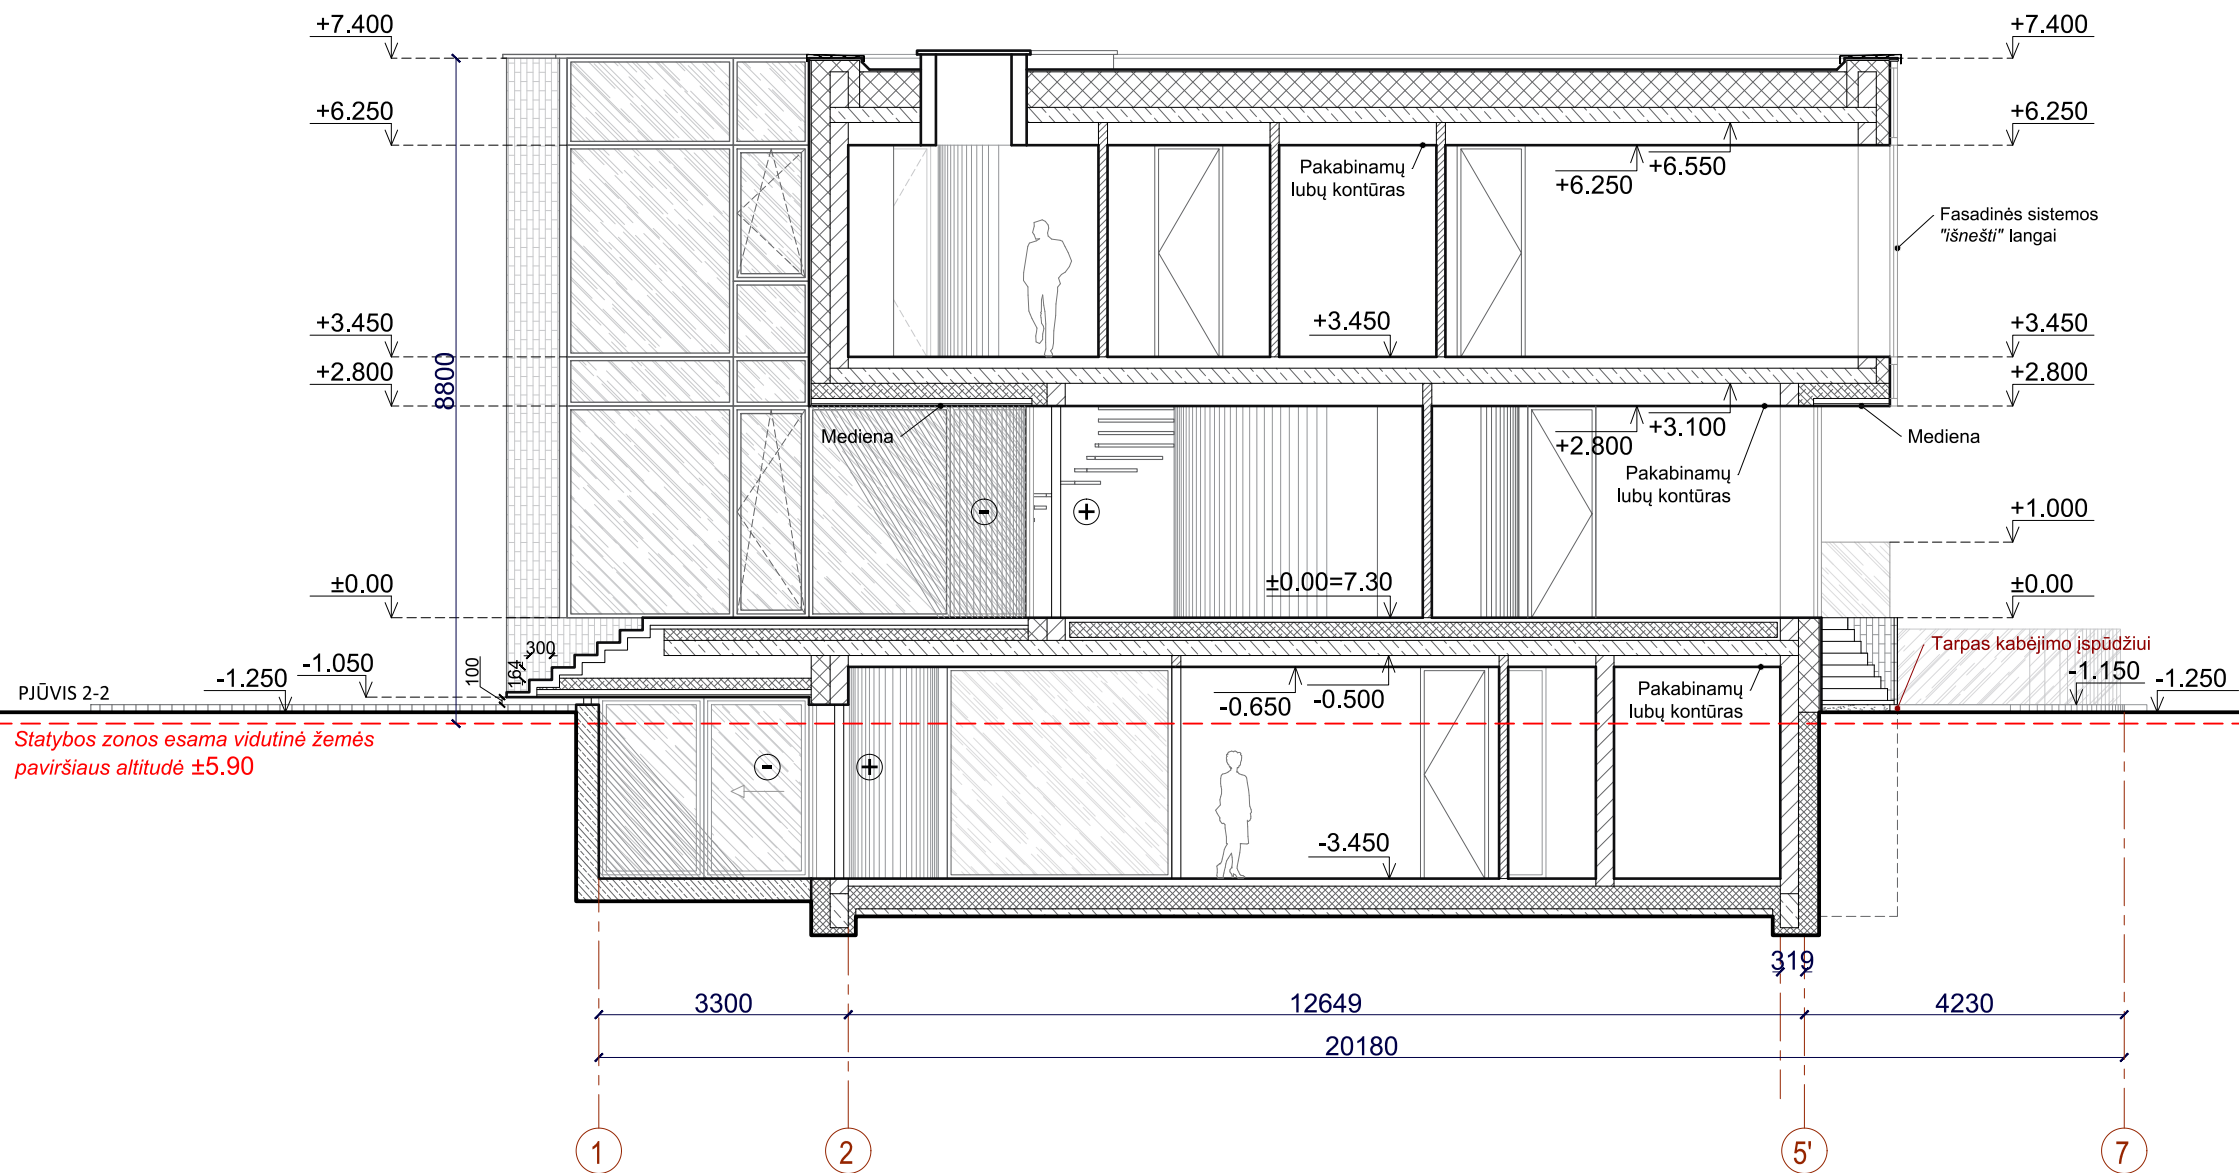 +7.400
+7.400
+6.250
+6.250
Pakabinamų
lubų kontūras
+6.250
+6.550
Fasadinės sistemos
"išnešti" langai
+3.450
+3.450
+3.450
+2.800
+2.800
8800
Mediena
+2.800
+3.100
Mediena
Pakabinamų
lubų kontūras
-
+
+1.000
±0.00
±0.00=7.30
±0.00
300
164
100
Tarpas kabėjimo įspūdžiui
PJŪVIS 2-2
-1.250
-1.050
-0.650
-0.500
Pakabinamų
lubų kontūras
-1.150
-1.250
Statybos zonos esama vidutinė žemės
paviršiaus altitudė ±5.90
-
+
-3.450
319
3300
12649
4230
20180
1
2
5'
7